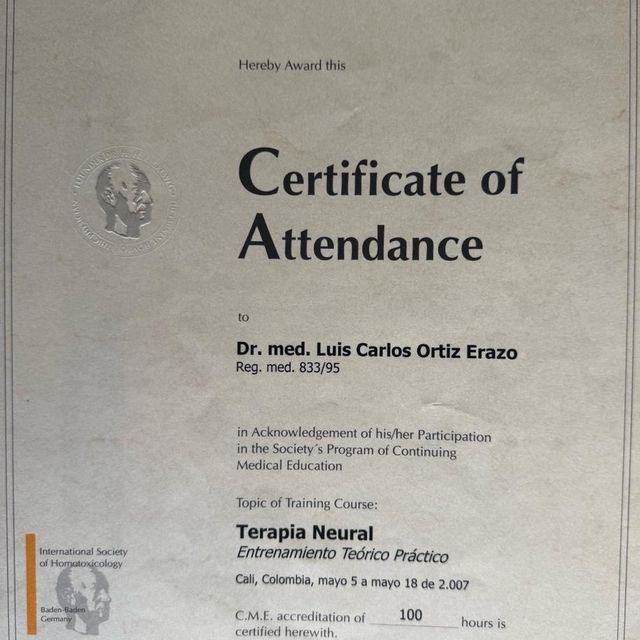 Hereby Award this
Certificate of
Attendance
to
Dr. med. Luis Carlos Ortiz Erazo
Reg. med. 833/95
in Acknowledgement of his/her Participation
in the Society´s Program of Continuing
Medical Education
Topic of Training Course:
Terapia Neural
Entrenamiento Teórico Práctico
Cali, Colombia, mayo 5 a mayo 18 de 2.007
C.M.E. accreditation of 100 hours is
certified herewith.
International Society
of Homotoxicology
Baden-Baden
Germany